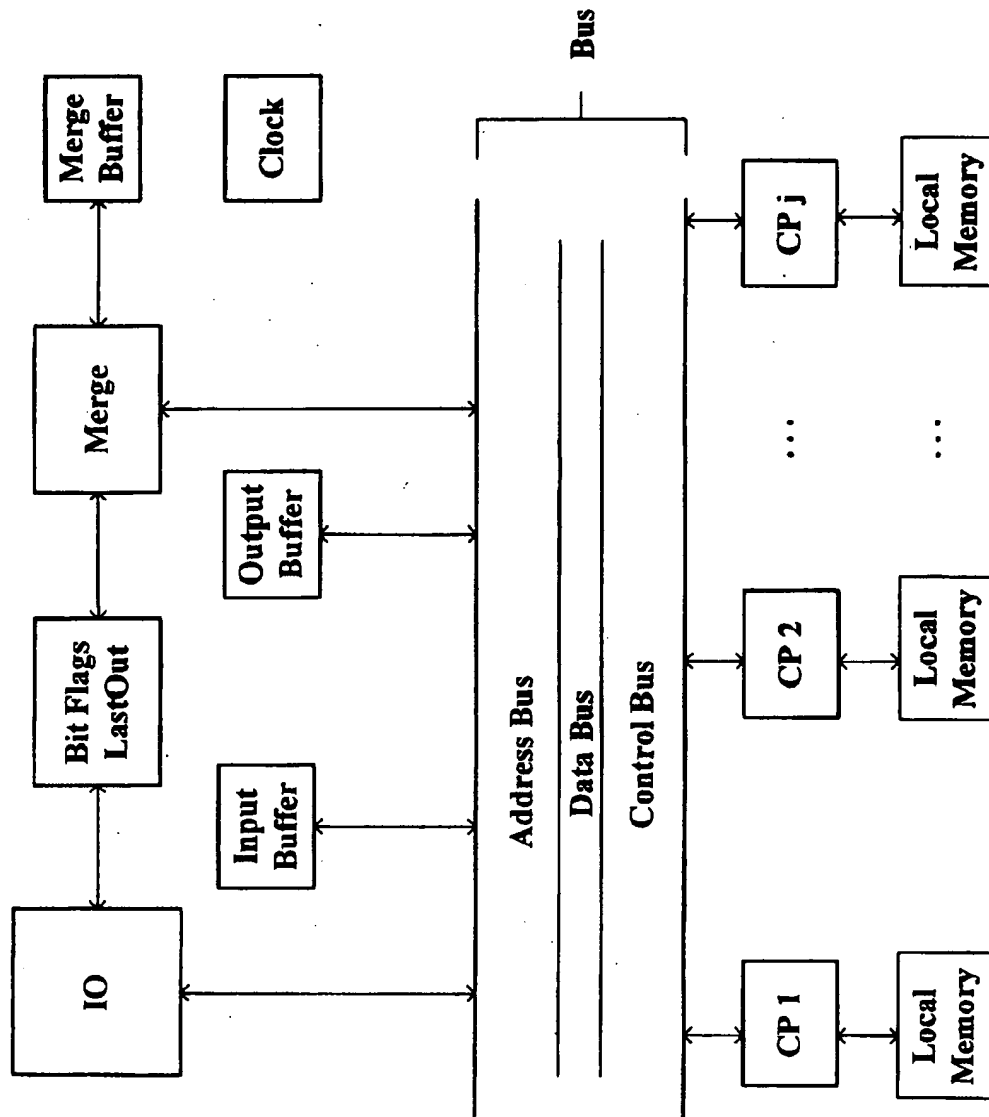 IO
Bit Flags
LastOut
Merge
Merge
Buffer
Input
Buffer
Output
Buffer
Clock
Address Bus
Data Bus
Control Bus
Bus
CP 1
CP 2
...
CP j
Local
Memory
Local
Memory
...
Local
Memory